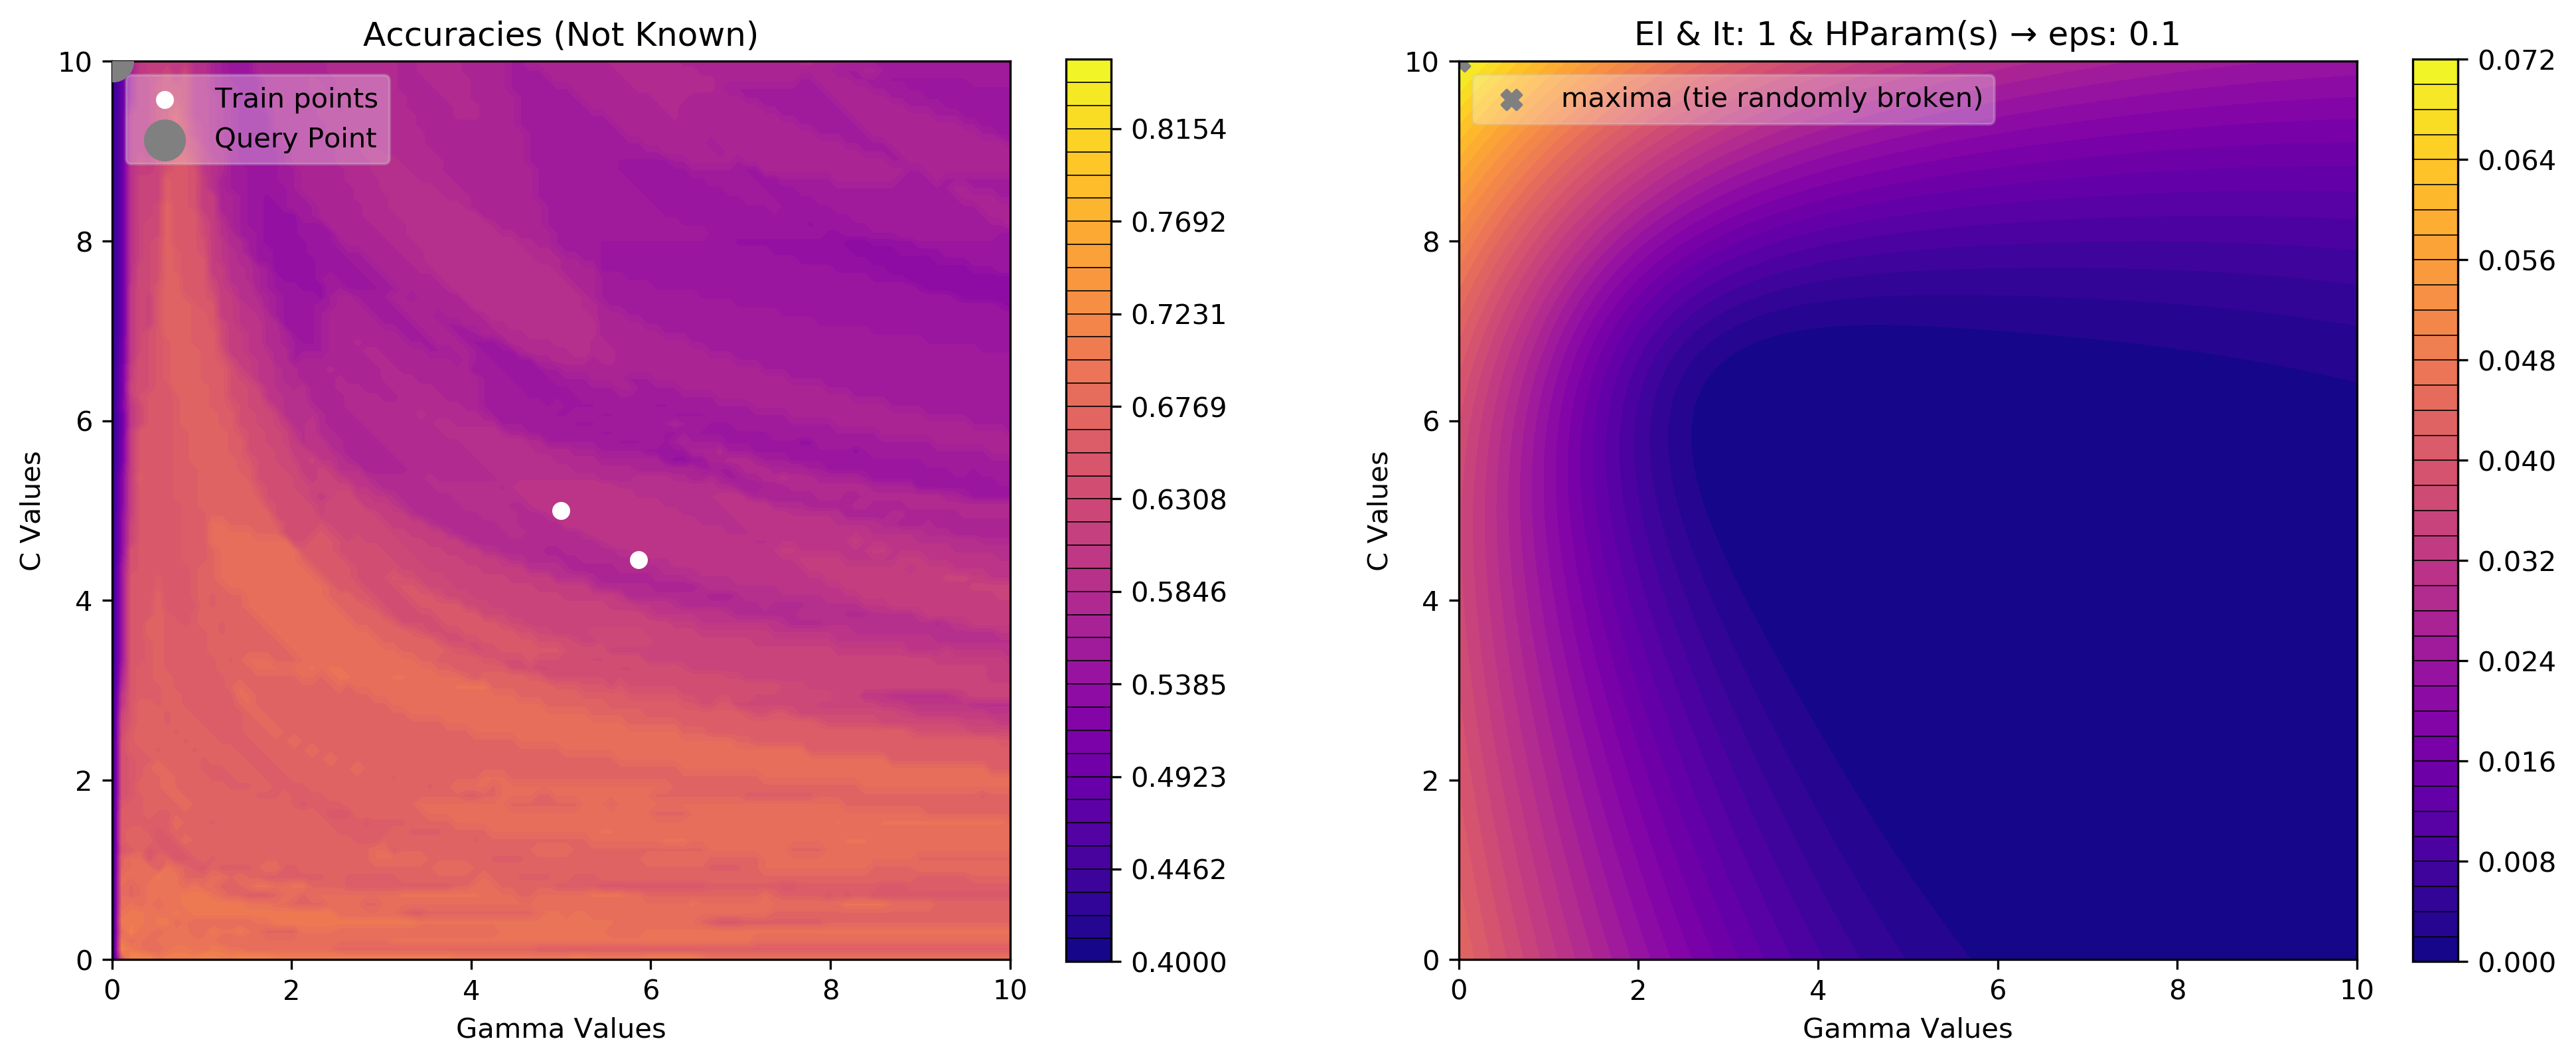 Accuracies (Not Known)
10
8
6
4
2
0
C Values
Train points
Query Point
0 2 4 6 8 10
Gamma Values
0.8154
0.7692
0.7231
0.6769
0.6308
0.5846
0.5385
0.4923
0.4462
0.4000
EI & It: 1 & HParam(s) → eps: 0.1
10
8
6
4
2
0
C Values
maxima (tie randomly broken)
0 2 4 6 8 10
Gamma Values
0.072
0.064
0.056
0.048
0.040
0.032
0.024
0.016
0.008
0.000